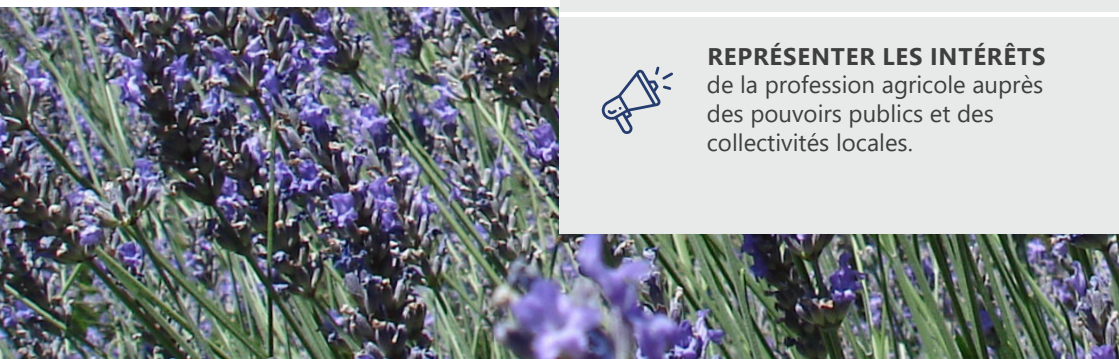 REPRÉSENTER LES INTÉRÊTS
de la profession agricole auprès
des pouvoirs publics et des
collectivités locales.